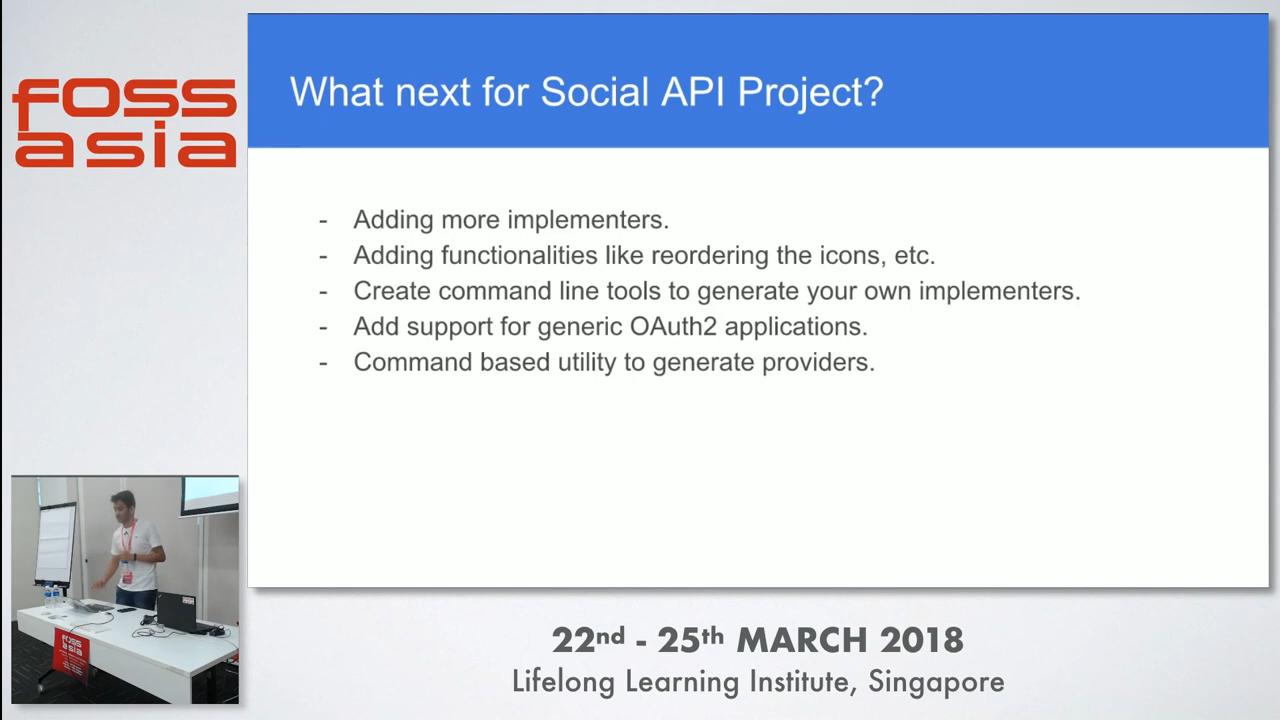 foss
asia
What next for Social API Project?
- Adding more implementers.
- Adding functionalities like reordering the icons, etc.
- Create command line tools to generate your own implementers.
- Add support for generic OAuth2 applications.
- Command based utility to generate providers.
foss
asia
22nd - 25th MARCH 2018
Lifelong Learning Institute, Singapore